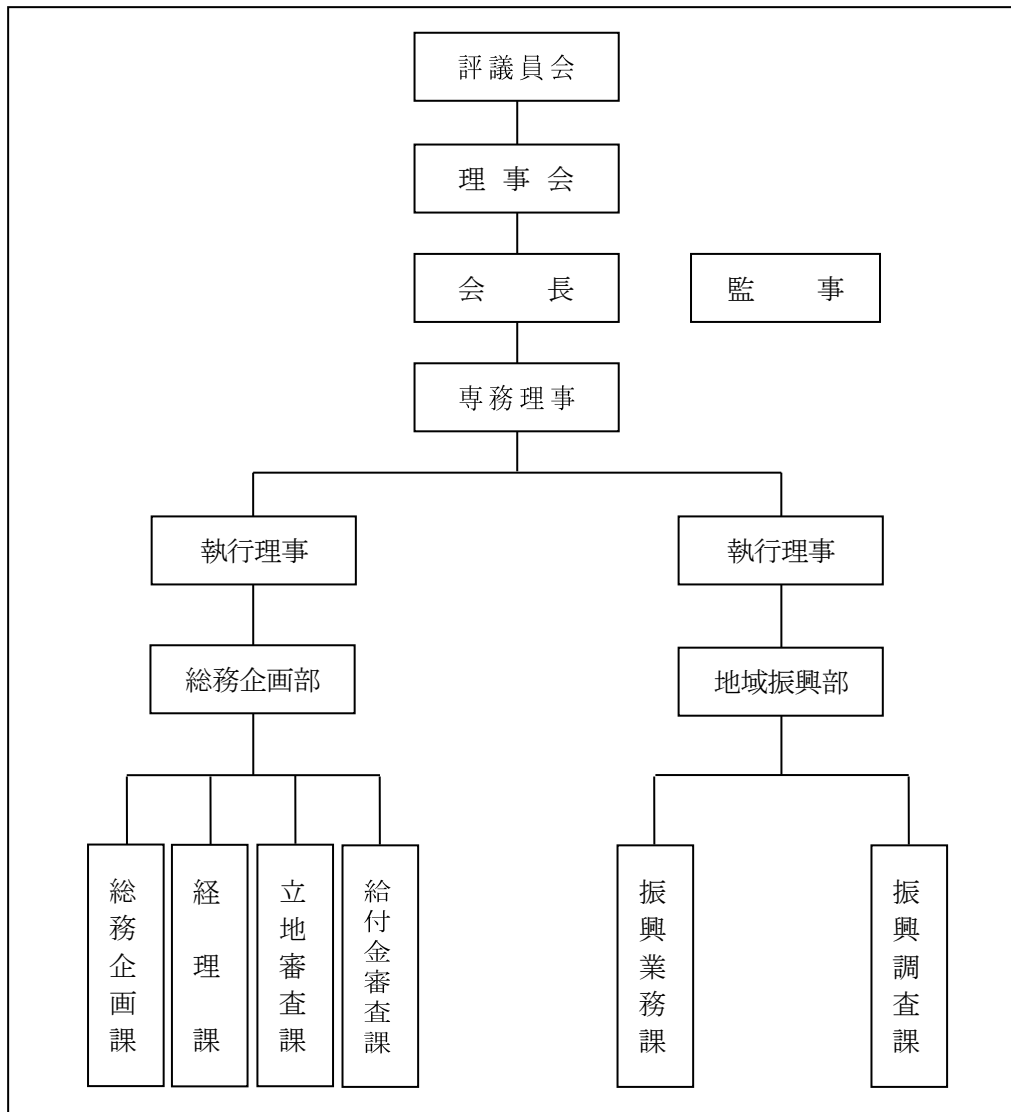 評議員会
理事会
会長
監事
専務理事
執行理事
執行理事
総務企画部
地域振興部
総務企画課
経理課
立地審査課
給付金審査課
振興業務課
振興調査課